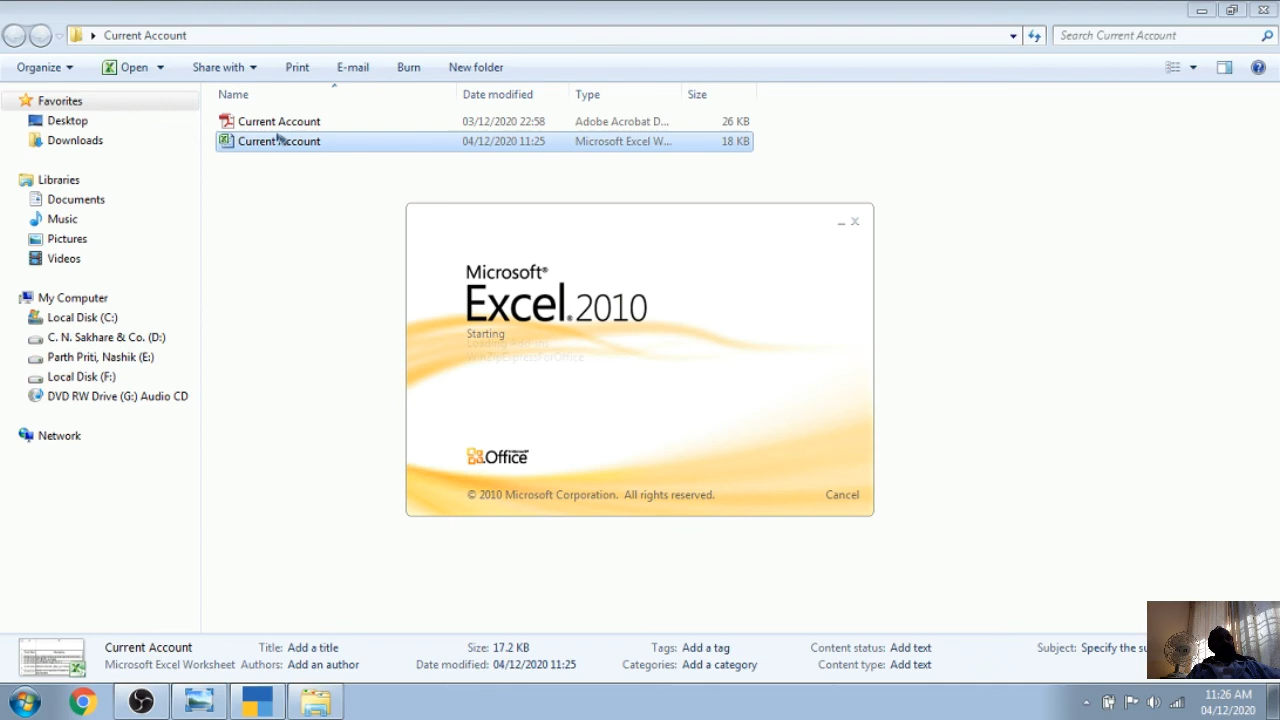 Current Account
Search Current Account
Organize
Open
Share with
Print
E-mail
Burn
New folder
Name
Date modified
Type
Size
Favorites
Desktop
Downloads
Libraries
Documents
Music
Pictures
Videos
My Computer
Local Disk (C:)
C. N. Sakhare & Co. (D:)
Parth Priti, Nashik (E:)
Local Disk (F:)
DVD RW Drive (G:) Audio CD
Network
Current Account 03/12/2020 22:58 Adobe Acrobat D... 26 KB
Current Account 04/12/2020 11:25 Microsoft Excel W... 18 KB
Microsoft®
Excel® 2010
Starting
Loading Add-ins
WinZipExpressForOffice
Microsoft
Office
© 2010 Microsoft Corporation. All rights reserved.
Cancel
Current Account Title: Add a title Size: 17.2 KB Tags: Add a tag Content status: Add text Subject: Specify the su
Microsoft Excel Worksheet Authors: Add an author Date modified: 04/12/2020 11:25 Categories: Add a category Content type: Add text
11:26 AM
04/12/2020